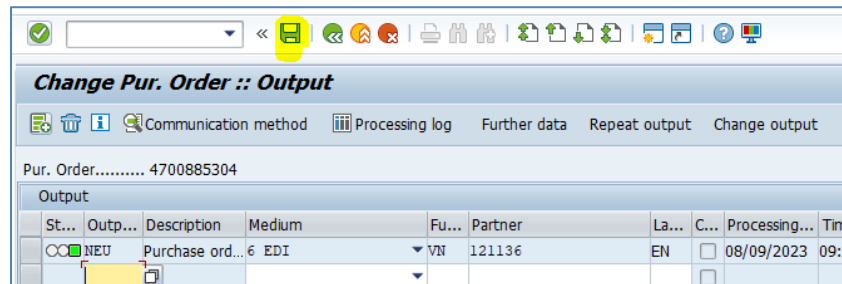 Change Pur. Order :: Output
Communication method Processing log Further data Repeat output Change output
Pur. Order.......... 4700885304
Output
St... Outp... Description Medium Fu... Partner La... C... Processing... Tim
NEU Purchase ord... 6 EDI VN 121136 EN 08/09/2023 09: